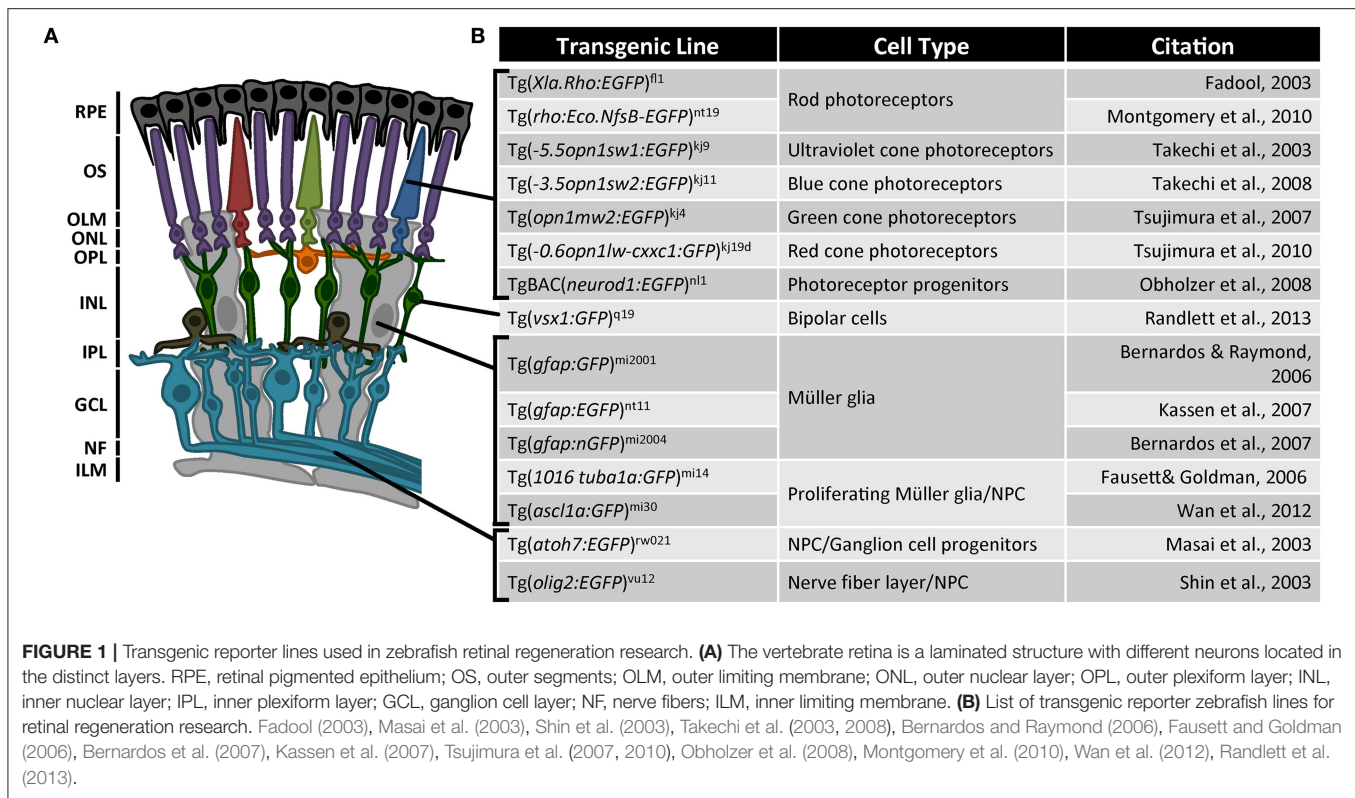 A
RPE
OS
OLM
ONL
OPL
INL
IPL
GCL
NF
ILM
B
Transgenic Line Cell Type Citation
Tg(Xla.Rho:EGFP)fl1 Rod photoreceptors Fadool, 2003
Tg(rho:Eco.NfsB-EGFP)nt19 Montgomery et al., 2010
Tg(-5.5opn1sw1:EGFP)kj9 Ultraviolet cone photoreceptors Takechi et al., 2003
Tg(-3.5opn1sw2:EGFP)kj11 Blue cone photoreceptors Takechi et al., 2008
Tg(opn1mw2:EGFP)kj4 Green cone photoreceptors Tsujimura et al., 2007
Tg(-0.6opn1lw-cxxc1:GFP)kj19d Red cone photoreceptors Tsujimura et al., 2010
TgBAC(neurod1:EGFP)nl1 Photoreceptor progenitors Obholzer et al., 2008
Tg(vsx1:GFP)q19 Bipolar cells Randlett et al., 2013
Tg(gfap:GFP)mi2001 Müller glia Bernardos & Raymond,
2006
Tg(gfap:EGFP)nt11 Kassen et al., 2007
Tg(gfap:nGFP)mi2004 Bernardos et al., 2007
Tg(1016 tuba1a:GFP)mi14 Proliferating Müller glia/NPC Fausett& Goldman, 2006
Tg(ascl1a:GFP)mi30 Wan et al., 2012
Tg(atoh7:EGFP)rw021 NPC/Ganglion cell progenitors Masai et al., 2003
Tg(olig2:EGFP)vu12 Nerve fiber layer/NPC Shin et al., 2003
FIGURE 1 | Transgenic reporter lines used in zebrafish retinal regeneration research. (A) The vertebrate retina is a laminated structure with different neurons located in
the distinct layers. RPE, retinal pigmented epithelium; OS, outer segments; OLM, outer limiting membrane; ONL, outer nuclear layer; OPL, outer plexiform layer; INL,
inner nuclear layer; IPL, inner plexiform layer; GCL, ganglion cell layer; NF, nerve fibers; ILM, inner limiting membrane. (B) List of transgenic reporter zebrafish lines for
retinal regeneration research. Fadool (2003), Masai et al. (2003), Shin et al. (2003), Takechi et al. (2003, 2008), Bernardos and Raymond (2006), Fausett and Goldman
(2006), Bernardos et al. (2007), Kassen et al. (2007), Tsujimura et al. (2007, 2010), Obholzer et al. (2008), Montgomery et al. (2010), Wan et al. (2012), Randlett et al.
(2013).